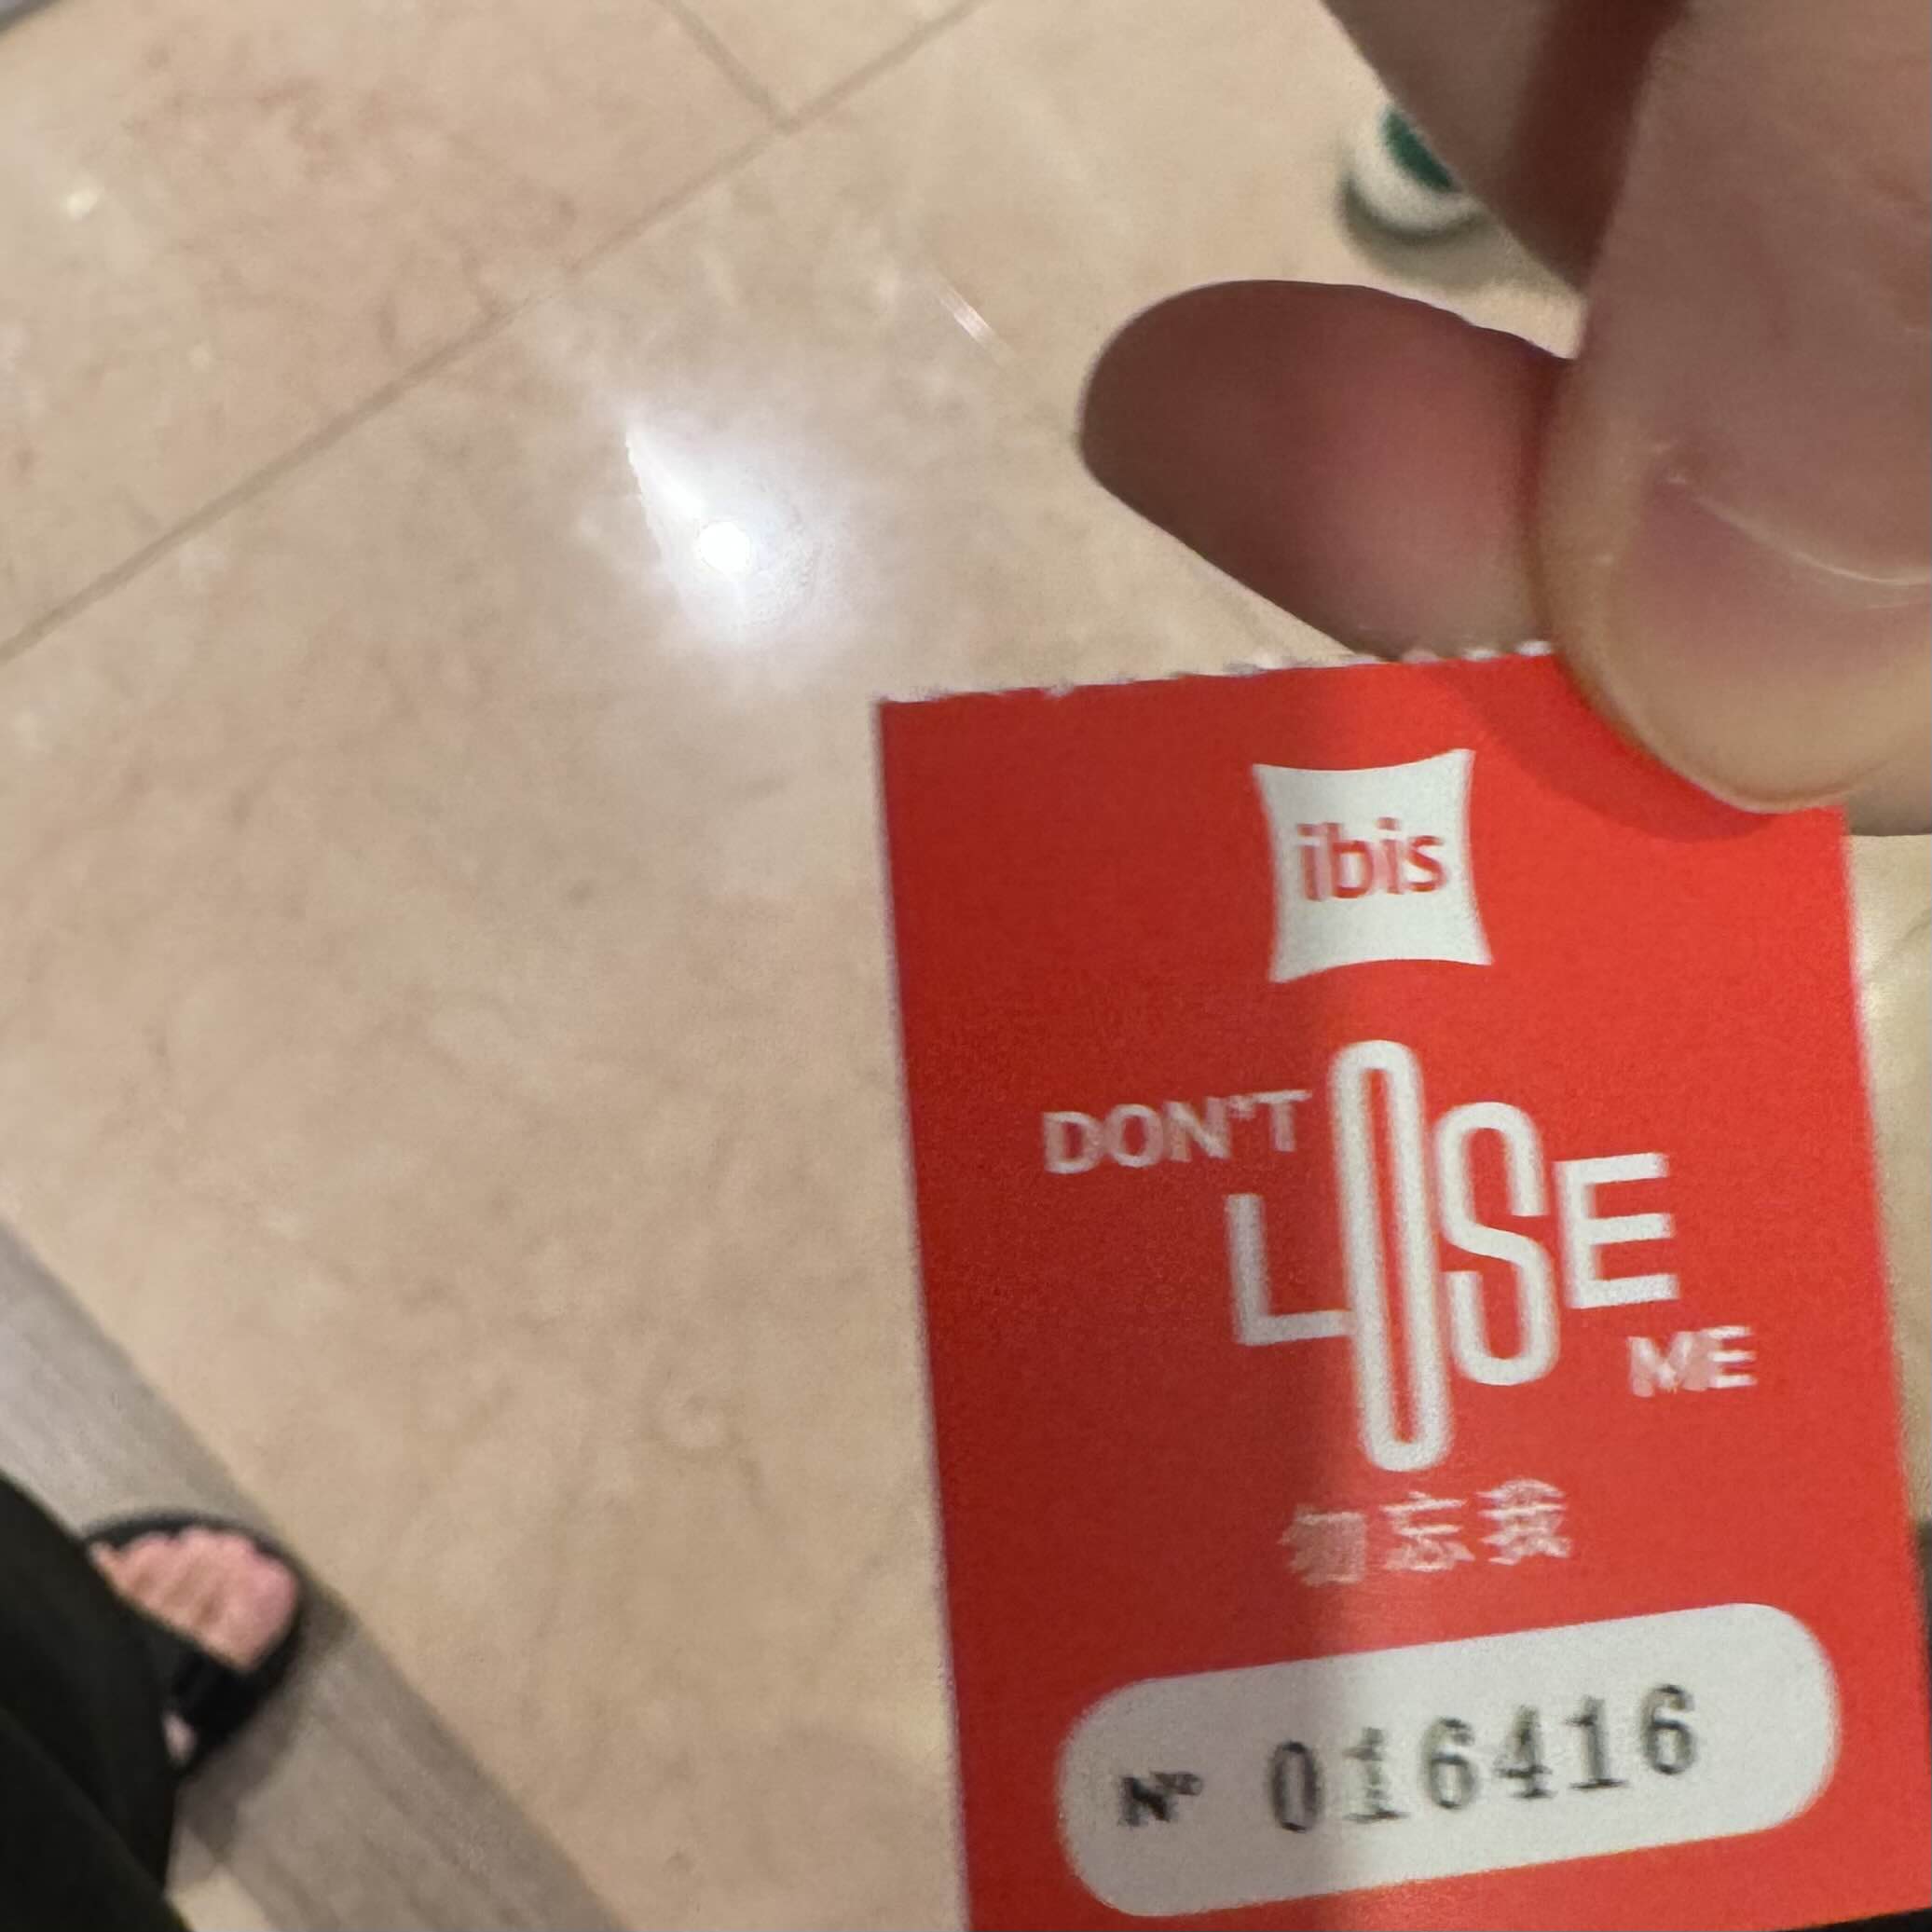 ibis
DON'T
LOSE
ME
勿忘我
Nº 016416